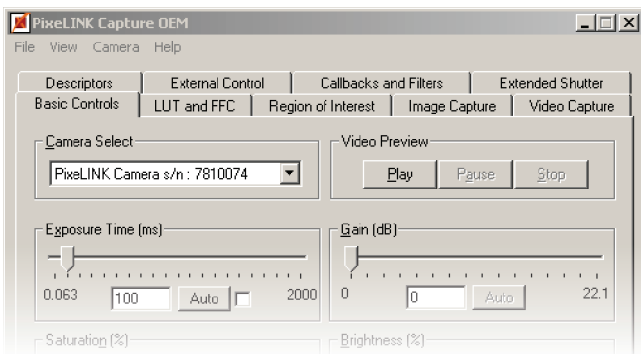 PixeLINK Capture OEM
File View Camera Help
Descriptors External Control Callbacks and Filters Extended Shutter
Basic Controls LUT and FFC Region of Interest Image Capture Video Capture
Camera Select
PixeLINK Camera s/n : 7810074
Video Preview
Play Pause Stop
Exposure Time (ms)
0.063 100 Auto 2000
Gain (dB)
0 0 Auto 22.1
Saturation (%) Brightness (%)